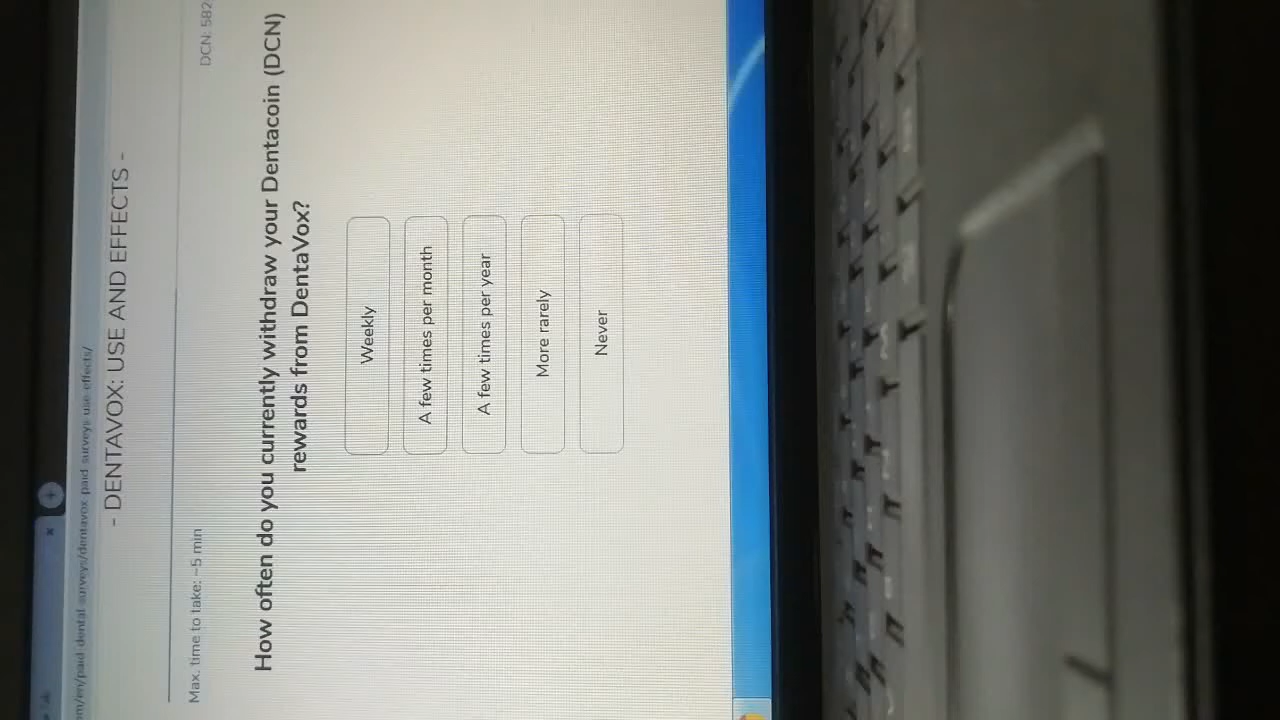 m/en/paid-dental-surveys/dentavox-paid-surveys-use-effects/
- DENTAVOX: USE AND EFFECTS -
Max. time to take: ~5 min
DCN: 582
How often do you currently withdraw your Dentacoin (DCN)
rewards from DentaVox?
Weekly
A few times per month
A few times per year
More rarely
Never